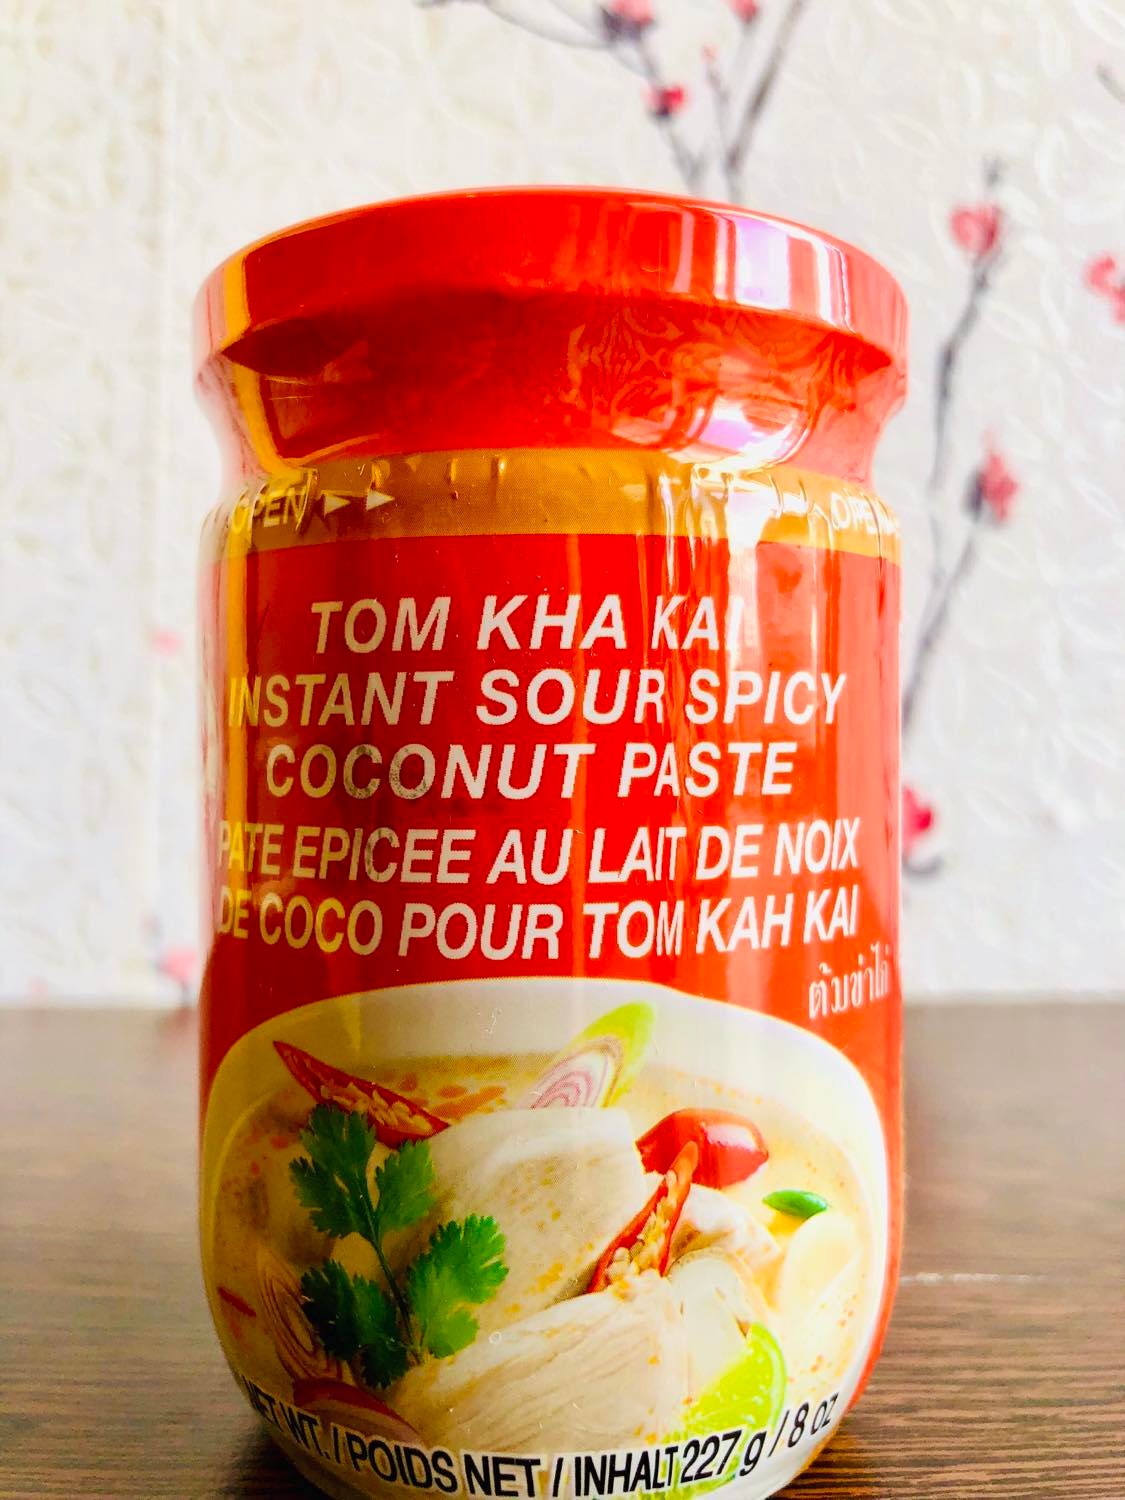 OPEN
OPEN
TOM KHA KAI
INSTANT SOUR SPICY
COCONUT PASTE
PATE EPICEE AU LAIT DE NOIX
DE COCO POUR TOM KAH KAI
ต้มข่าไก่
NET WT. / POIDS NET / INHALT 227 g / 8 OZ